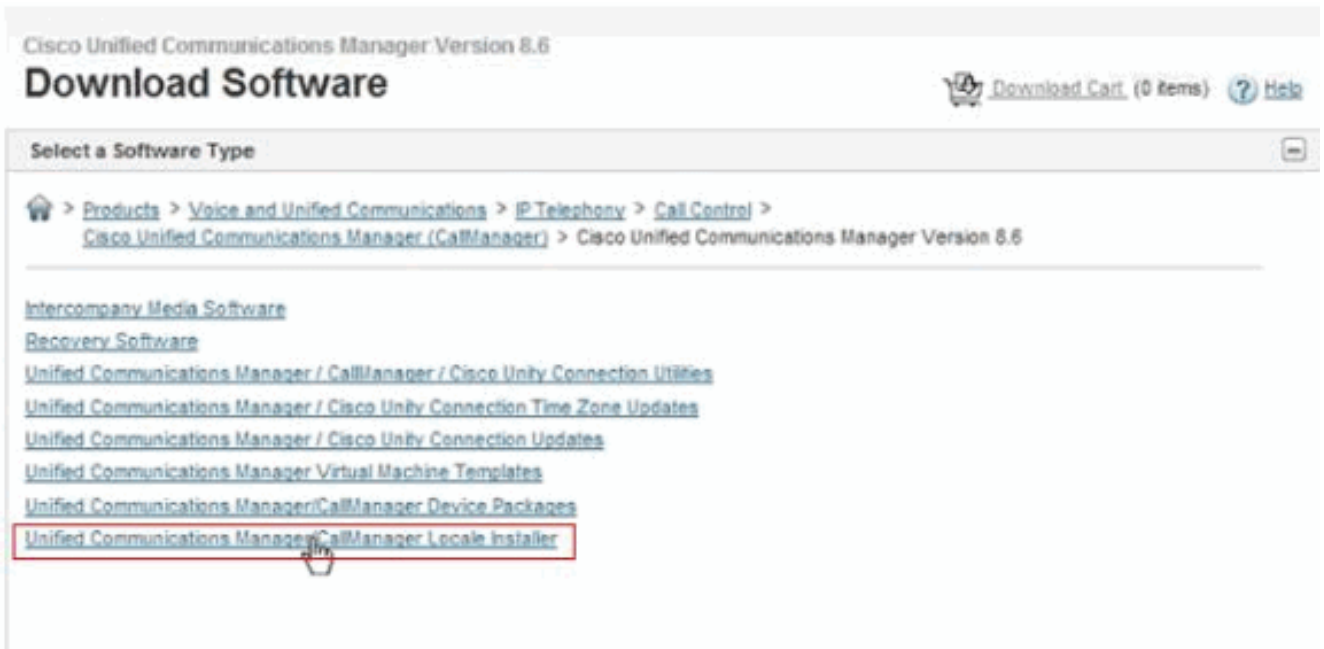 Cisco Unified Communications Manager Version 8.6
Download Software
Download Cart (0 items) ? Help
Select a Software Type
> Products > Voice and Unified Communications > IP Telephony > Call Control >
Cisco Unified Communications Manager (CallManager) > Cisco Unified Communications Manager Version 8.6
Intercompany Media Software
Recovery Software
Unified Communications Manager / CallManager / Cisco Unity Connection Utilities
Unified Communications Manager / Cisco Unity Connection Time Zone Updates
Unified Communications Manager / Cisco Unity Connection Updates
Unified Communications Manager Virtual Machine Templates
Unified Communications Manager/CallManager Device Packages
Unified Communications Manager/CallManager Locale Installer